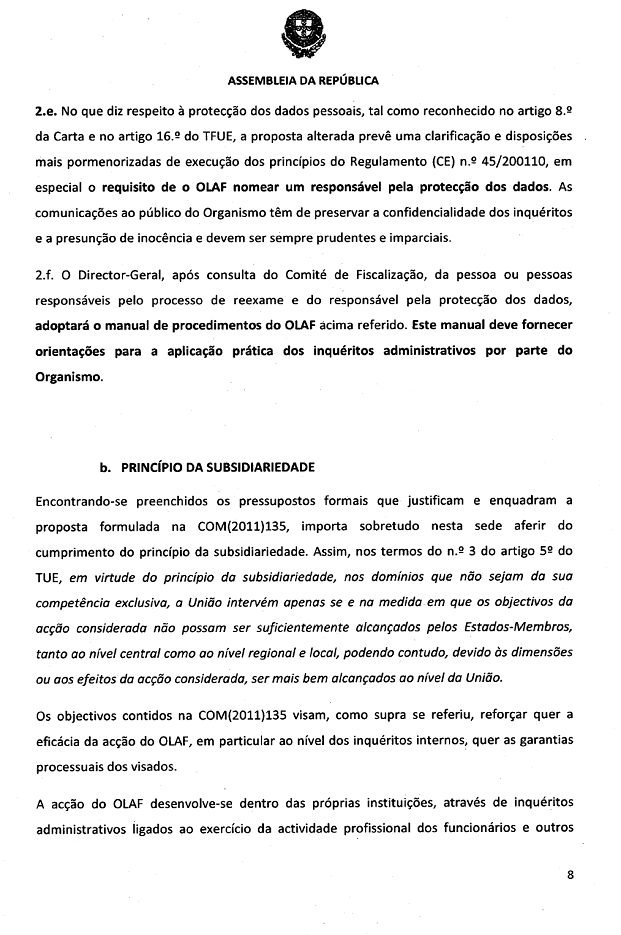 ASSEMBLEIA DA REPÚBLICA
2.e. No que diz respeito à protecção dos dados pessoais, tal como reconhecido no artigo 8.º
da Carta e no artigo 16.º do TFUE, a proposta alterada prevê uma clarificação e disposições
mais pormenorizadas de execução dos princípios do Regulamento (CE) n.º 45/200110, em
especial o requisito de o OLAF nomear um responsável pela protecção dos dados. As
comunicações ao público do Organismo têm de preservar a confidencialidade dos inquéritos
e a presunção de inocência e devem ser sempre prudentes e imparciais.
2.f. O Director-Geral, após consulta do Comité de Fiscalização, da pessoa ou pessoas
responsáveis pelo processo de reexame e do responsável pela protecção dos dados,
adoptará o manual de procedimentos do OLAF acima referido. Este manual deve fornecer
orientações para a aplicação prática dos inquéritos administrativos por parte do
Organismo.
b. PRINCÍPIO DA SUBSIDIARIEDADE
Encontrando-se preenchidos os pressupostos formais que justificam e enquadram a
proposta formulada na COM(2011)135, importa sobretudo nesta sede aferir do
cumprimento do princípio da subsidiariedade. Assim, nos termos do n.º 3 do artigo 5º do
TUE, em virtude do princípio da subsidiariedade, nos domínios que não sejam da sua
competência exclusiva, a União intervém apenas se e na medida em que os objectivos da
acção considerada não possam ser suficientemente alcançados pelos Estados-Membros,
tanto ao nível central como ao nível regional e local, podendo contudo, devido às dimensões
ou aos efeitos da acção considerada, ser mais bem alcançados ao nível da União.
Os objectivos contidos na COM(2011)135 visam, como supra se referiu, reforçar quer a
eficácia da acção do OLAF, em particular ao nível dos inquéritos internos, quer as garantias
processuais dos visados.
A acção do OLAF desenvolve-se dentro das próprias instituições, através de inquéritos
administrativos ligados ao exercício da actividade profissional dos funcionários e outros
8